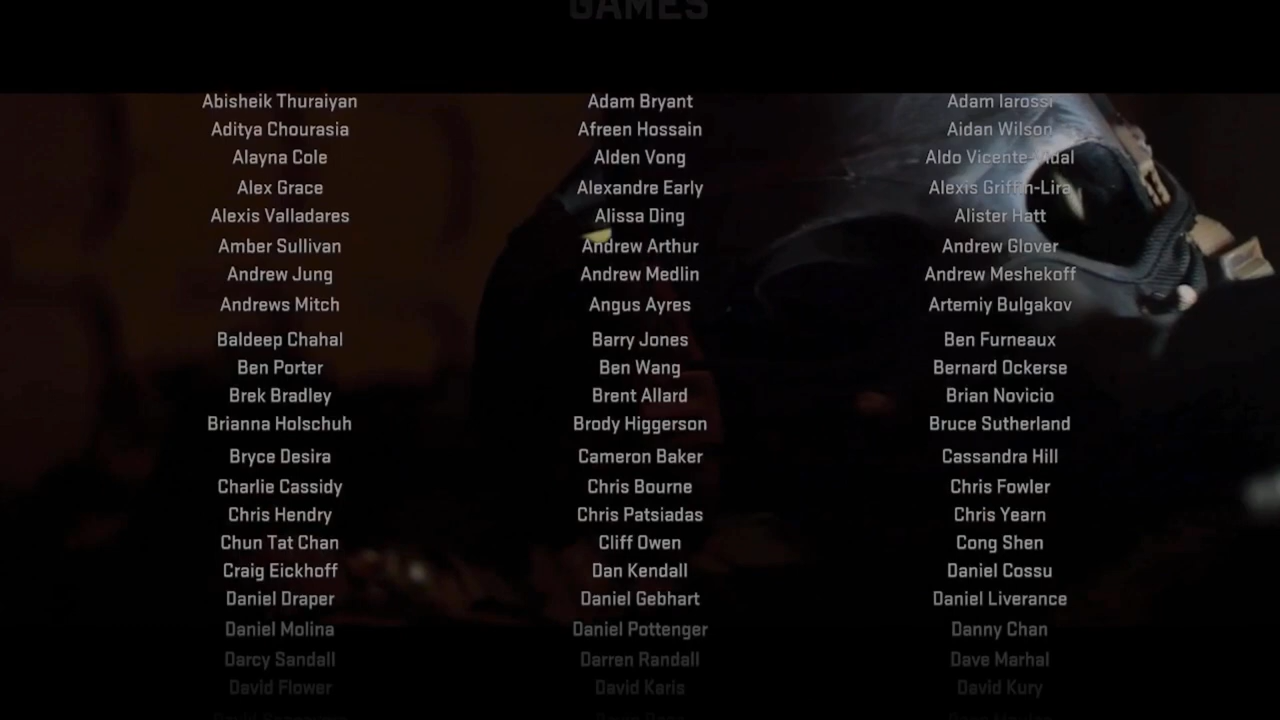 GAMES
Abisheik Thuraiyan Adam Bryant Adam Iarossi
Aditya Chourasia Afreen Hossain Aidan Wilson
Alayna Cole Alden Vong Aldo Vicente-Vidal
Alex Grace Alexandre Early Alexis Griffin-Lira
Alexis Valladares Alissa Ding Alister Hatt
Amber Sullivan Andrew Arthur Andrew Glover
Andrew Jung Andrew Medlin Andrew Meshekoff
Andrews Mitch Angus Ayres Artemiy Bulgakov
Baldeep Chahal Barry Jones Ben Furneaux
Ben Porter Ben Wang Bernard Ockerse
Brek Bradley Brent Allard Brian Novicio
Brianna Holschuh Brody Higgerson Bruce Sutherland
Bryce Desira Cameron Baker Cassandra Hill
Charlie Cassidy Chris Bourne Chris Fowler
Chris Hendry Chris Patsiadas Chris Yearn
Chun Tat Chan Cliff Owen Cong Shen
Craig Eickhoff Dan Kendall Daniel Cossu
Daniel Draper Daniel Gebhart Daniel Liverance
Daniel Molina Daniel Pottenger Danny Chan
Darcy Sandall Darren Randall Dave Marhal
David Flower David Karis David Kury